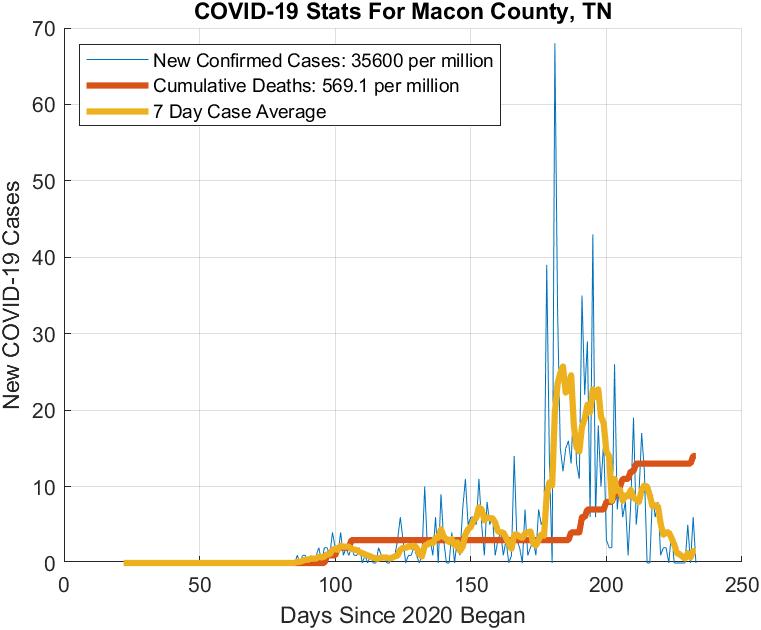 COVID-19 Stats For Macon County, TN
70
60
50
40
30
20
10
0
New Confirmed Cases: 35600 per million
Cumulative Deaths: 569.1 per million
7 Day Case Average
New COVID-19 Cases
0 50 100 150 200 250
Days Since 2020 Began